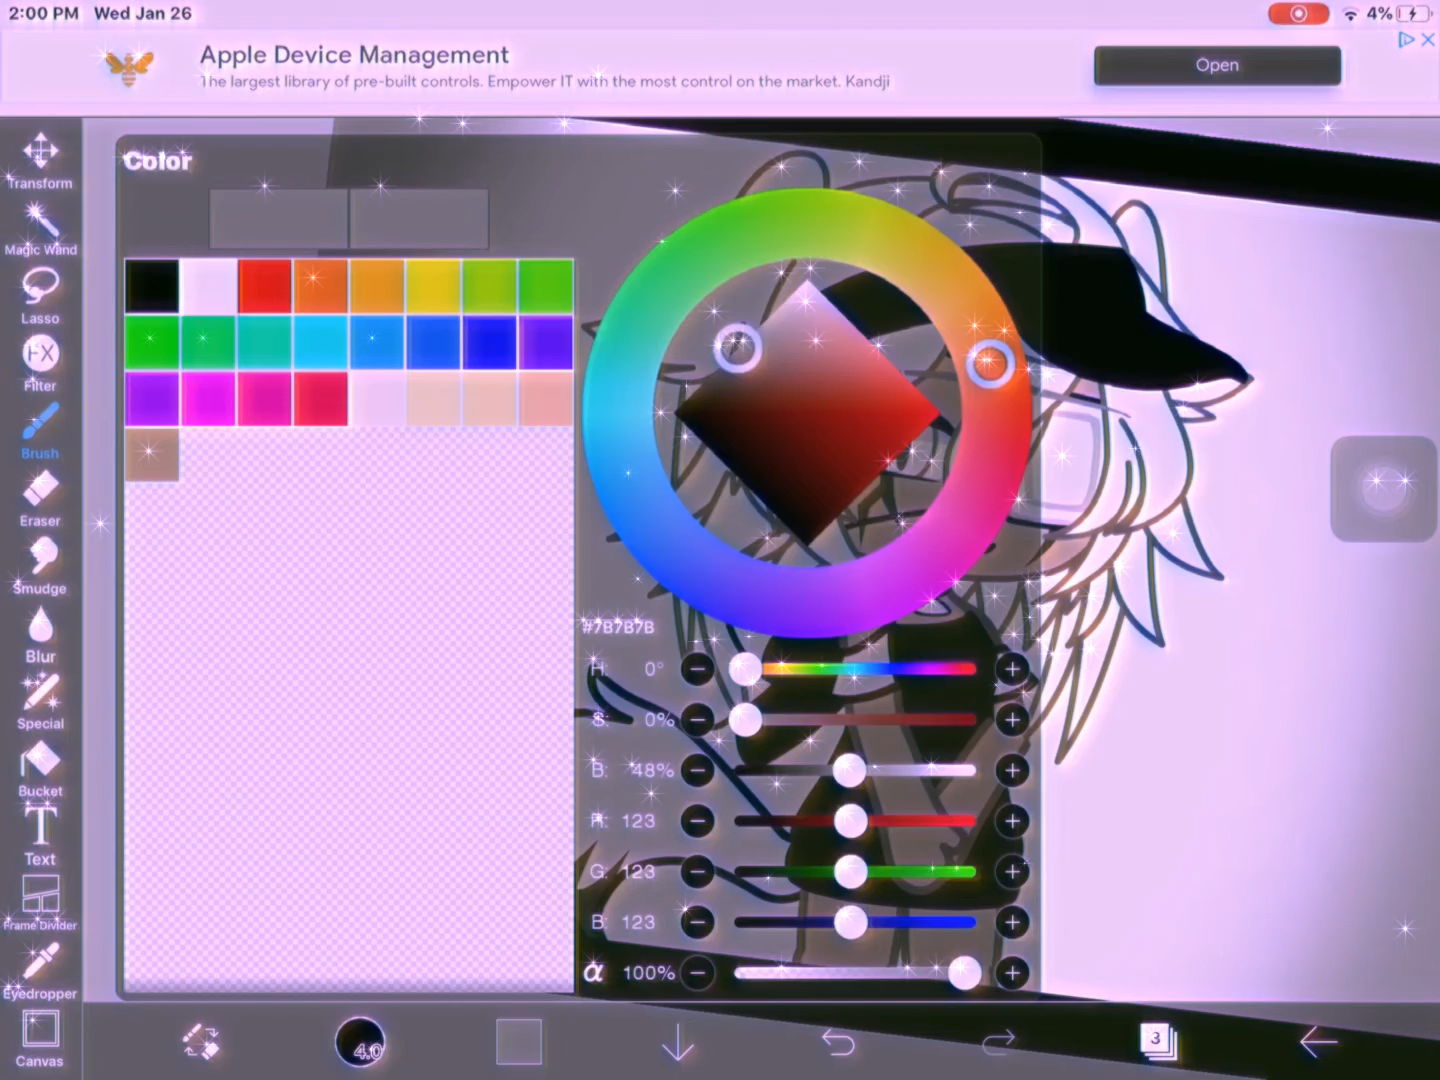 2:00 PM Wed Jan 26
4%
Apple Device Management
The largest library of pre-built controls. Empower IT with the most control on the market. Kandji
Open
Transform
Magic Wand
Lasso
FX
Filter
Brush
Eraser
Smudge
Blur
Special
Bucket
T
Text
Frame Divider
Eyedropper
Canvas
Color
#7B7B7B
H: 0°
S: 0%
B: 48%
R: 123
G: 123
B: 123
α 100%
4.0
3